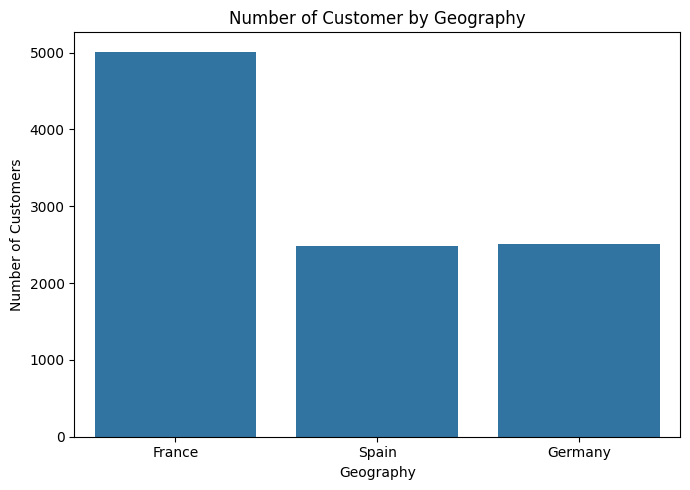 Number of Customer by Geography
Number of Customers
5000
4000
3000
2000
1000
0
France
Spain
Germany
Geography